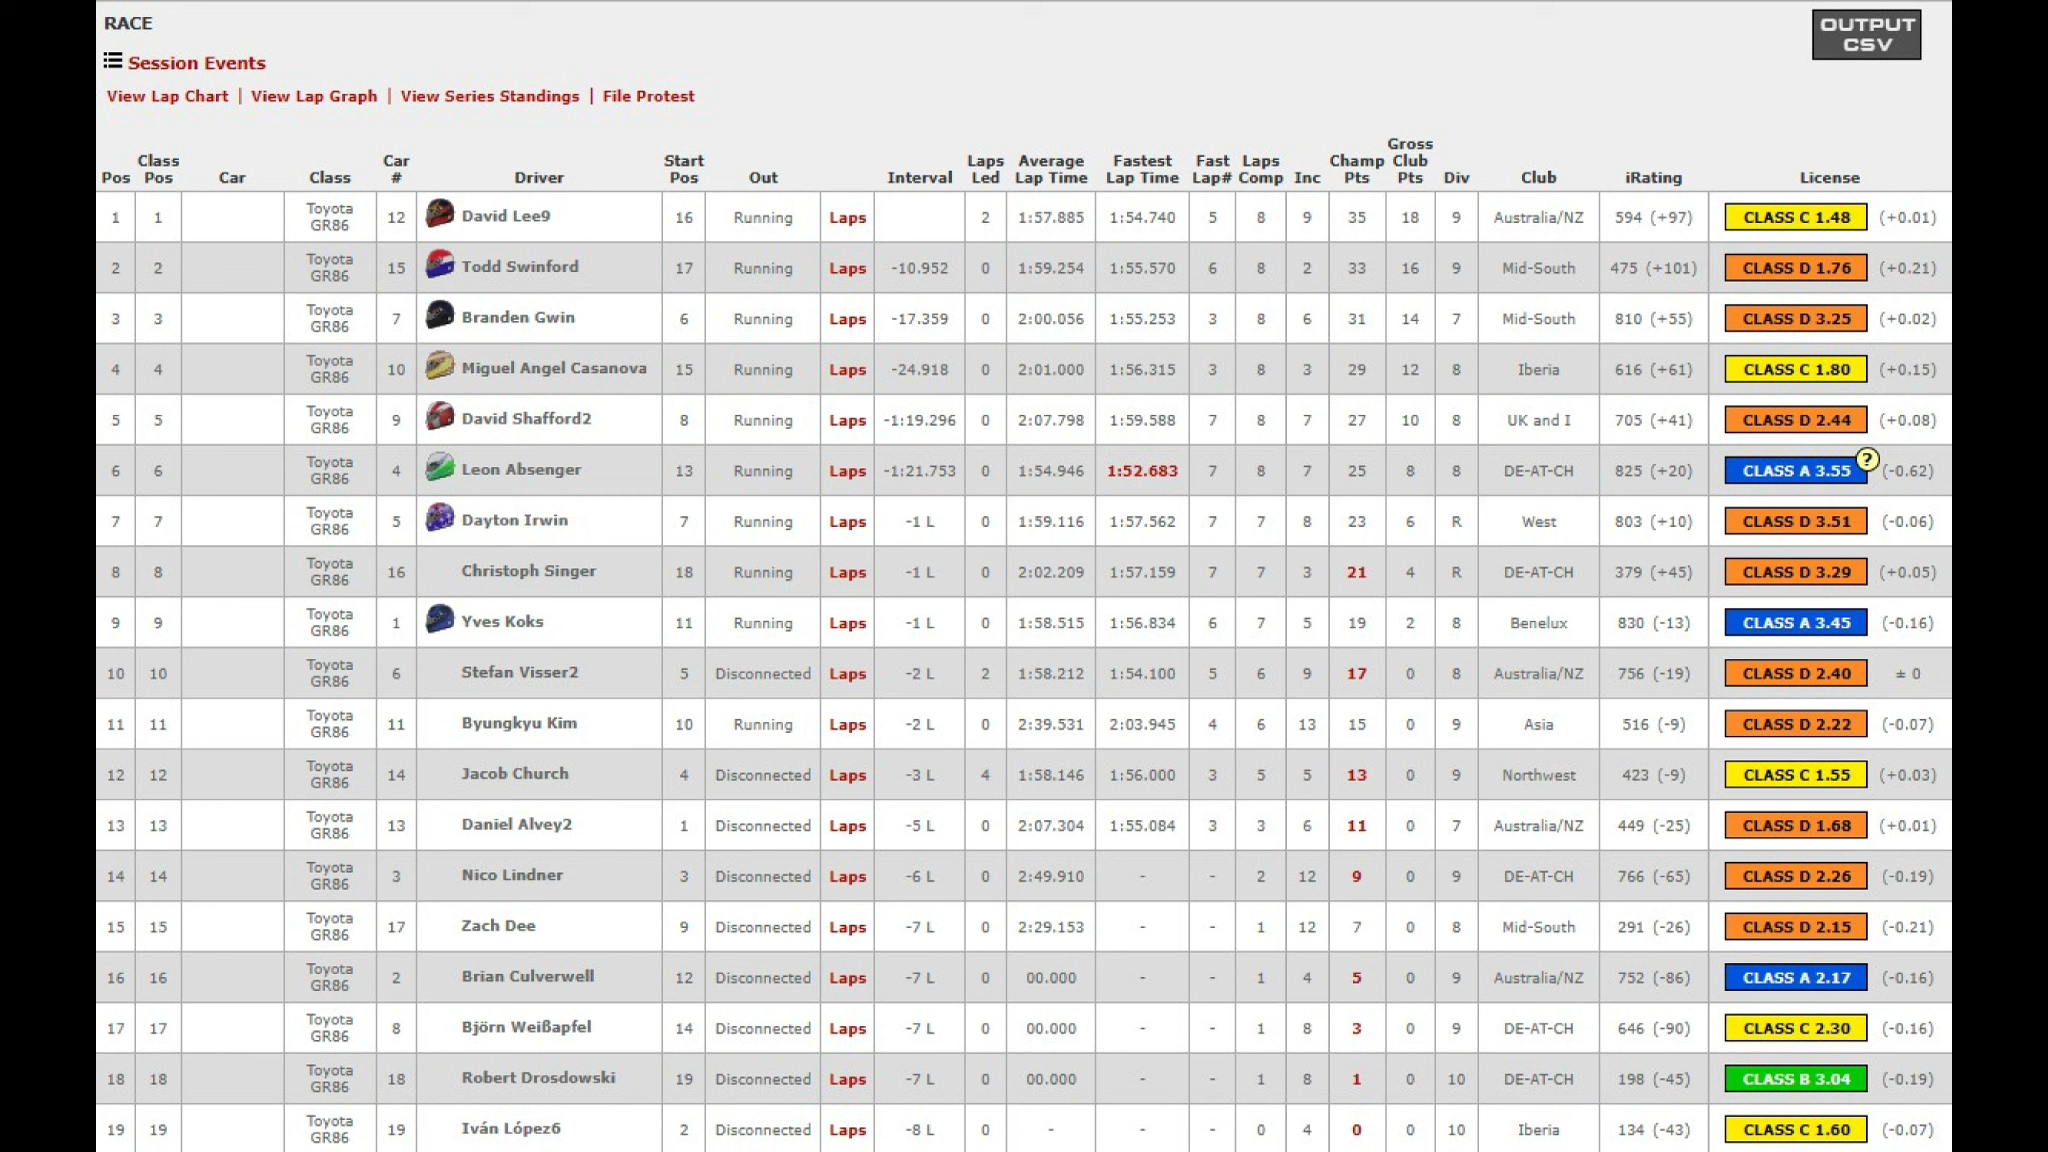 RACE
OUTPUT CSV
Session Events
View Lap Chart | View Lap Graph | View Series Standings | File Protest
Pos Class Pos Car Class Car # Driver Start Pos Out Interval Laps Led Average Lap Time Fastest Lap Time Fast Lap# Laps Comp Inc Champ Pts Gross Club Pts Div Club iRating License
1 1 Toyota GR86 12 David Lee9 16 Running Laps 2 1:57.885 1:54.740 5 8 9 35 18 9 Australia/NZ 594 (+97) CLASS C 1.48 (+0.01)
2 2 Toyota GR86 15 Todd Swinford 17 Running Laps -10.952 0 1:59.254 1:55.570 6 8 2 33 16 9 Mid-South 475 (+101) CLASS D 1.76 (+0.21)
3 3 Toyota GR86 7 Branden Gwin 6 Running Laps -17.359 0 2:00.056 1:55.253 3 8 6 31 14 7 Mid-South 810 (+55) CLASS D 3.25 (+0.02)
4 4 Toyota GR86 10 Miguel Angel Casanova 15 Running Laps -24.918 0 2:01.000 1:56.315 3 8 3 29 12 8 Iberia 616 (+61) CLASS C 1.80 (+0.15)
5 5 Toyota GR86 9 David Shafford2 8 Running Laps -1:19.296 0 2:07.798 1:59.588 7 8 7 27 10 8 UK and I 705 (+41) CLASS D 2.44 (+0.08)
6 6 Toyota GR86 4 Leon Absenger 13 Running Laps -1:21.753 0 1:54.946 1:52.683 7 8 7 25 8 8 DE-AT-CH 825 (+20) CLASS A 3.55 ? (-0.62)
7 7 Toyota GR86 5 Dayton Irwin 7 Running Laps -1 L 0 1:59.116 1:57.562 7 7 8 23 6 R West 803 (+10) CLASS D 3.51 (-0.06)
8 8 Toyota GR86 16 Christoph Singer 18 Running Laps -1 L 0 2:02.209 1:57.159 7 7 3 21 4 R DE-AT-CH 379 (+45) CLASS D 3.29 (+0.05)
9 9 Toyota GR86 1 Yves Koks 11 Running Laps -1 L 0 1:58.515 1:56.834 6 7 5 19 2 8 Benelux 830 (-13) CLASS A 3.45 (-0.16)
10 10 Toyota GR86 6 Stefan Visser2 5 Disconnected Laps -2 L 2 1:58.212 1:54.100 5 6 9 17 0 8 Australia/NZ 756 (-19) CLASS D 2.40 ± 0
11 11 Toyota GR86 11 Byungkyu Kim 10 Running Laps -2 L 0 2:39.531 2:03.945 4 6 13 15 0 9 Asia 516 (-9) CLASS D 2.22 (-0.07)
12 12 Toyota GR86 14 Jacob Church 4 Disconnected Laps -3 L 4 1:58.146 1:56.000 3 5 5 13 0 9 Northwest 423 (-9) CLASS C 1.55 (+0.03)
13 13 Toyota GR86 13 Daniel Alvey2 1 Disconnected Laps -5 L 0 2:07.304 1:55.084 3 3 6 11 0 7 Australia/NZ 449 (-25) CLASS D 1.68 (+0.01)
14 14 Toyota GR86 3 Nico Lindner 3 Disconnected Laps -6 L 0 2:49.910 - - 2 12 9 0 9 DE-AT-CH 766 (-65) CLASS D 2.26 (-0.19)
15 15 Toyota GR86 17 Zach Dee 9 Disconnected Laps -7 L 0 2:29.153 - - 1 12 7 0 8 Mid-South 291 (-26) CLASS D 2.15 (-0.21)
16 16 Toyota GR86 2 Brian Culverwell 12 Disconnected Laps -7 L 0 00.000 - - 1 4 5 0 9 Australia/NZ 752 (-86) CLASS A 2.17 (-0.16)
17 17 Toyota GR86 8 Björn Weißapfel 14 Disconnected Laps -7 L 0 00.000 - - 1 8 3 0 9 DE-AT-CH 646 (-90) CLASS C 2.30 (-0.16)
18 18 Toyota GR86 18 Robert Drosdowski 19 Disconnected Laps -7 L 0 00.000 - - 1 8 1 0 10 DE-AT-CH 198 (-45) CLASS B 3.04 (-0.19)
19 19 Toyota GR86 19 Iván López6 2 Disconnected Laps -8 L 0 - - - 0 4 0 0 10 Iberia 134 (-43) CLASS C 1.60 (-0.07)